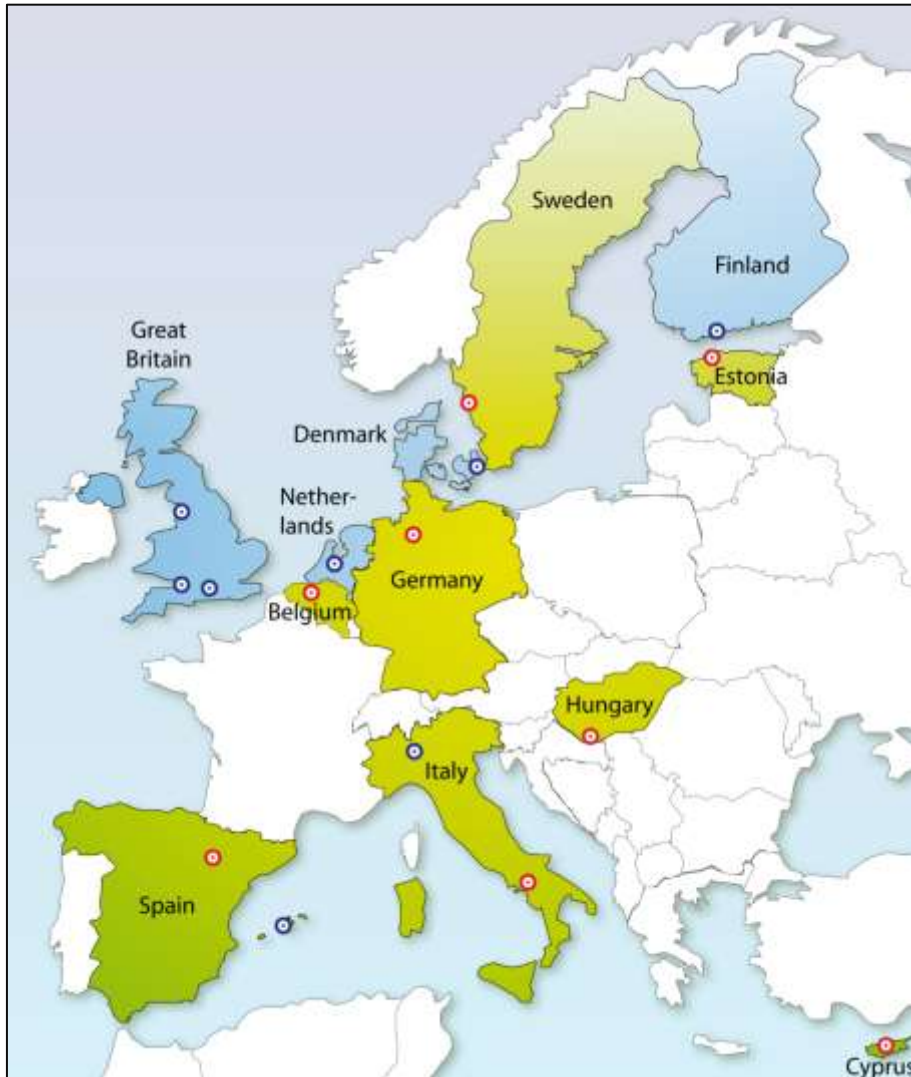 Sweden
Finland
Great
Britain
Estonia
Denmark
Nether-
lands
Germany
Belgium
Hungary
Italy
Spain
Cyprus